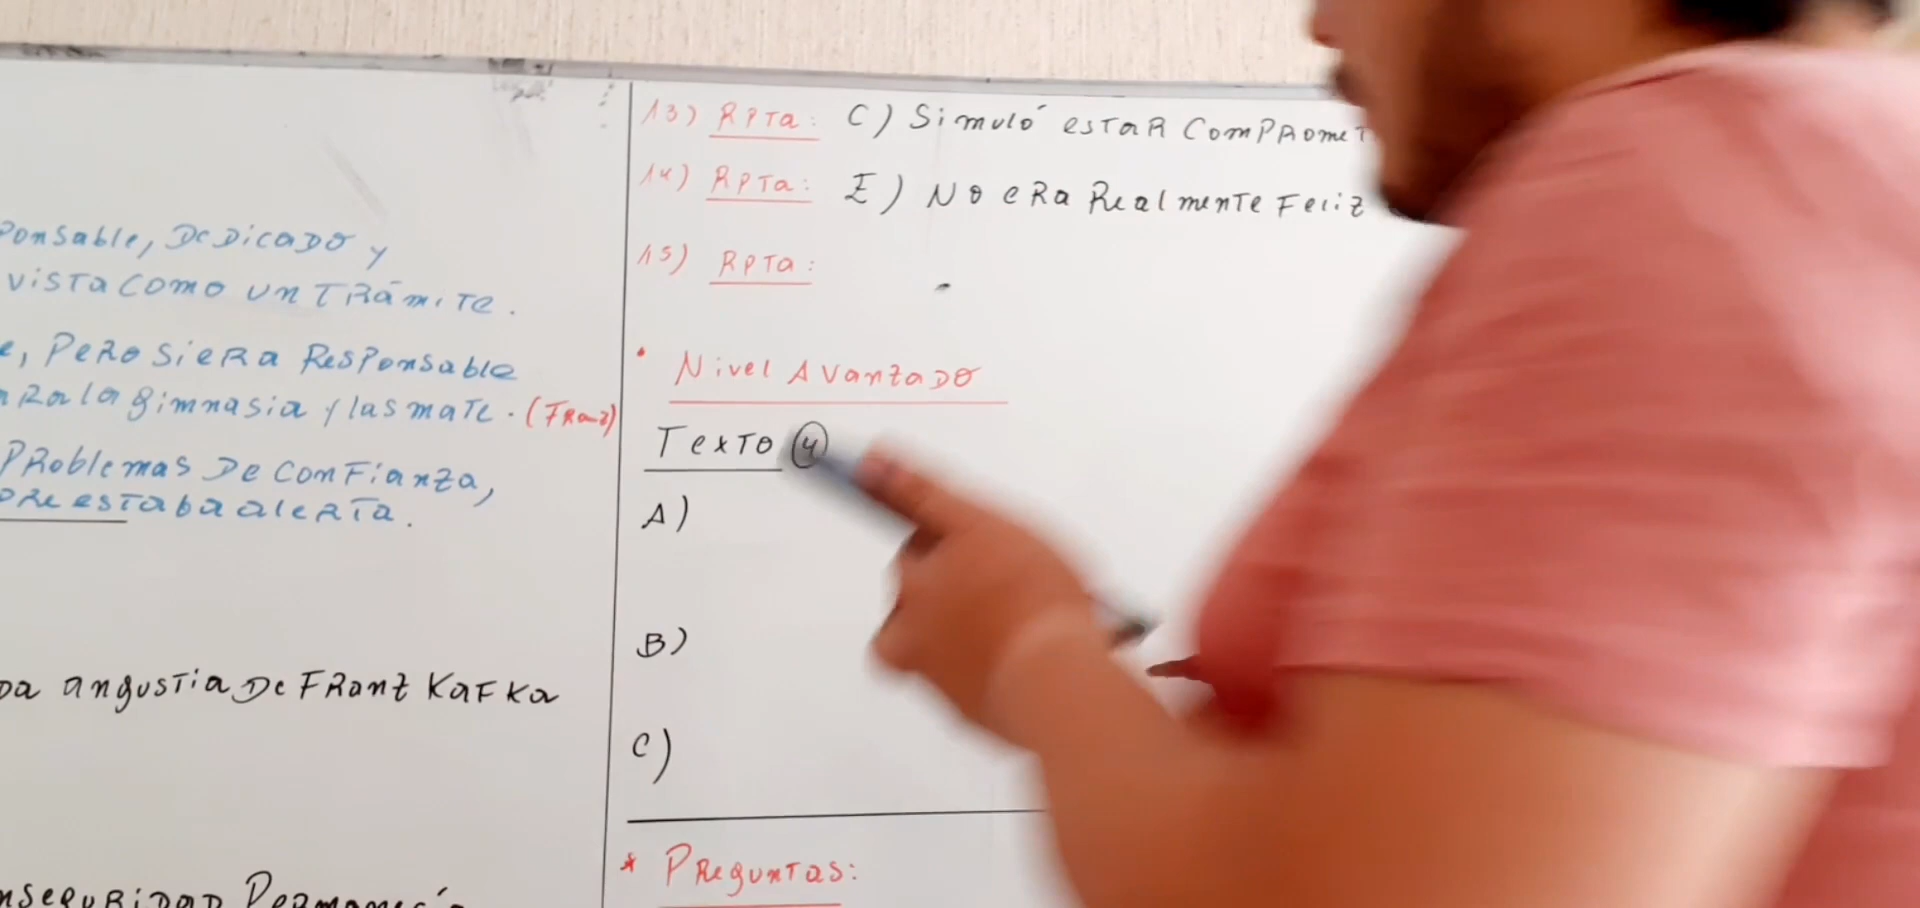 Ponsable, DeDicaDo y
vista como un TRámiTe.
e, Pero si era Responsable
la gimnasia y las mate. (Franz)
Problemas De conFianza,
estaba alerta.
Da angustia De Franz Kafka
13) RPTa: C) Simuló estar Compromet
14) RPTa: E) No era Realmente Feliz
15) RPTa:
• Nivel Avanzado
Texto 4
A)
B)
C)
* Preguntas: